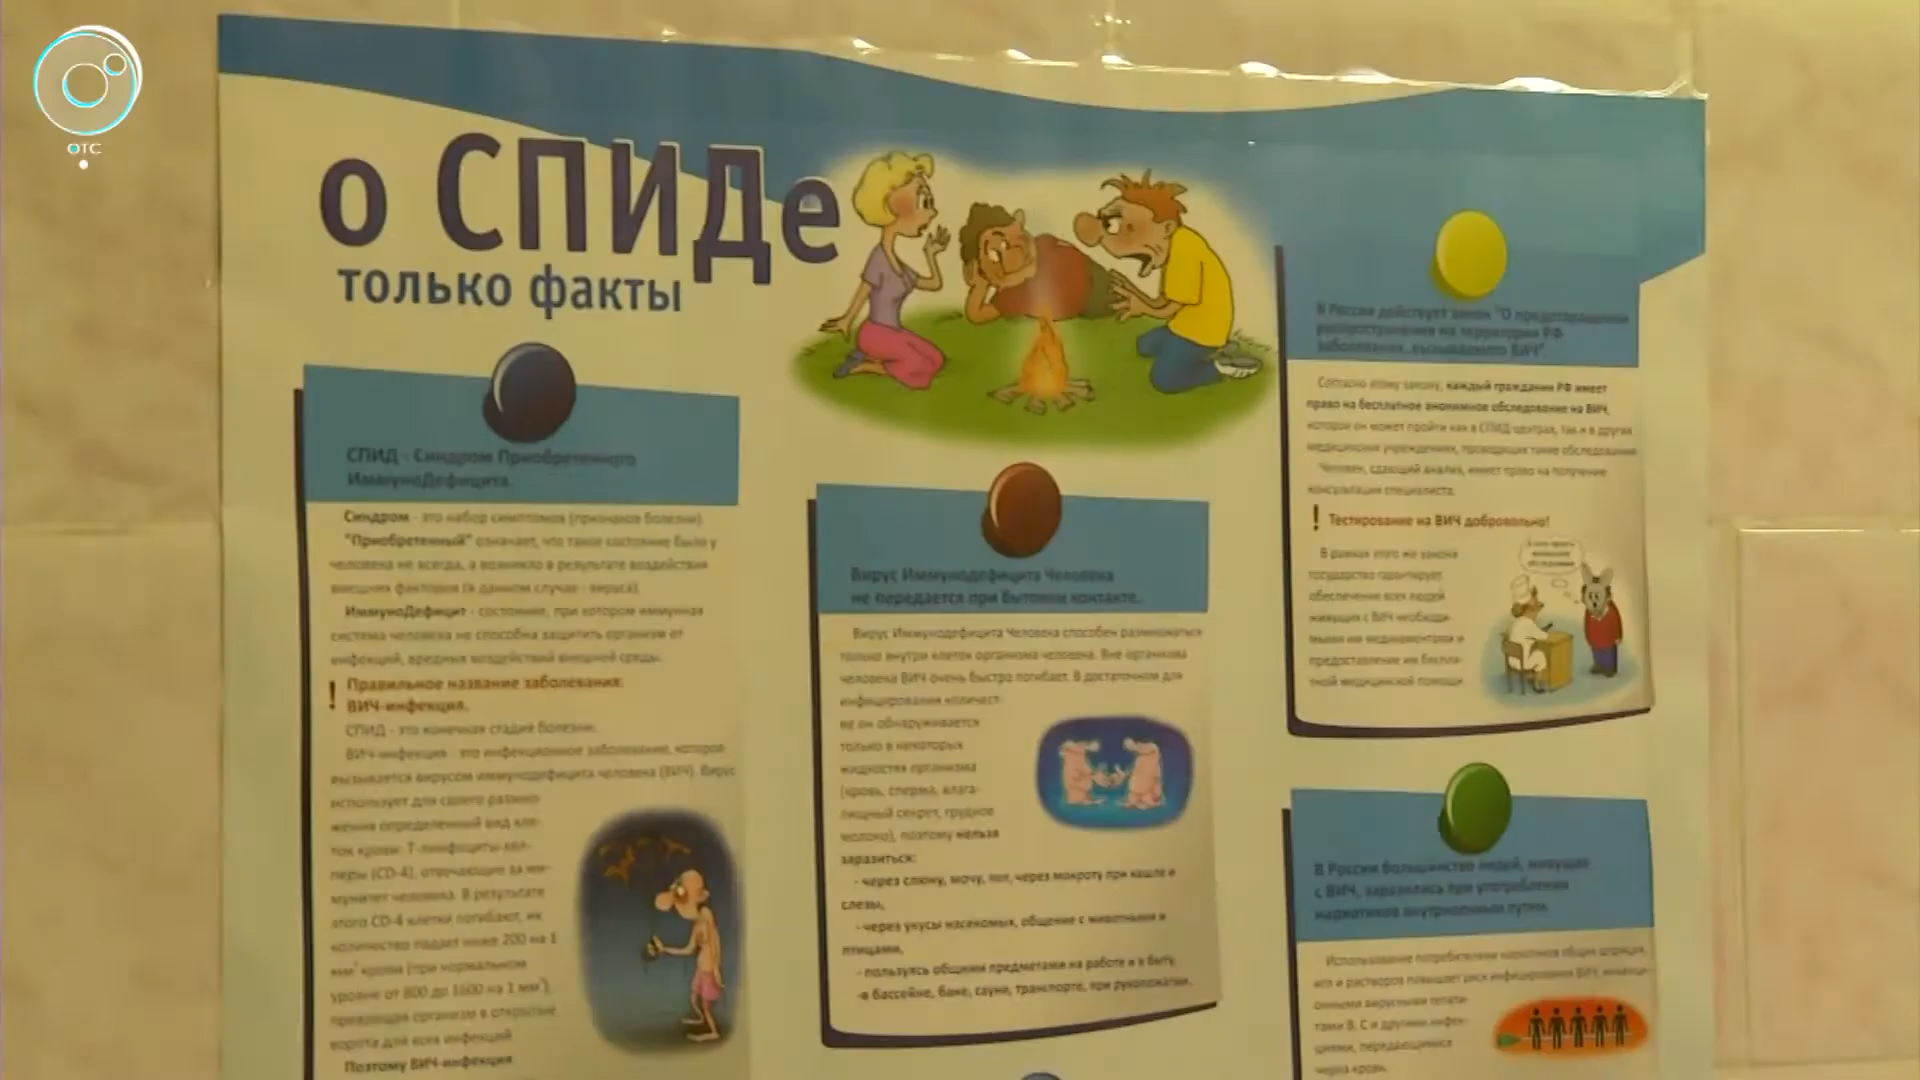 ОТС
о СПИДе
только факты
СПИД - Синдром Приобретенного
ИммуноДефицита.
Синдром - это набор симптомов (признаков болезни).
"Приобретенный" означает, что такое состояние было у
человека не всегда, а возникло в результате воздействия
внешних факторов (в данном случае - вируса).
ИммуноДефицит - состояние, при котором иммунная
система человека не способна защитить организм от
инфекций, вредных воздействий внешней среды.
! Правильное название заболевания:
ВИЧ-инфекция.
СПИД - это конечная стадия болезни.
ВИЧ-инфекция - это инфекционное заболевание, которое
вызывается вирусом иммунодефицита человека (ВИЧ). Вирус
использует для своего размно-
жения определенный вид кле-
ток крови: Т-лимфоциты-хел-
перы (CD-4), отвечающие за им-
мунитет человека. В результате
этого CD-4 клетки погибают, их
количество падает ниже 200 на 1
мм³ крови (при нормальном
уровне от 800 до 1600 на 1 мм³),
превращая организм в открытые
ворота для всех инфекций.
Поэтому ВИЧ-инфекция
Вирус Иммунодефицита Человека
не передается при бытовом контакте.
Вирус Иммунодефицита Человека способен размножаться
только внутри клеток организма человека. Вне организма
человека ВИЧ очень быстро погибает. В достаточном для
инфицирования количест-
ве он обнаруживается
только в некоторых
жидкостях организма
(кровь, сперма, влага-
лищный секрет, грудное
молоко), поэтому нельзя
заразиться:
- через слюну, мочу, пот, через мокроту при кашле и
слезы,
- через укусы насекомых, общение с животными и
птицами,
- пользуясь общими предметами на работе и в быту,
-в бассейне, бане, сауне, транспорте, при рукопожатии.
В России действует закон "О предотвращении
распространения на территории РФ
заболевания, вызываемого ВИЧ".
Согласно этому закону, каждый гражданин РФ имеет
право на бесплатное анонимное обследование на ВИЧ,
которое он может пройти как в СПИД-центрах, так и в других
медицинских учреждениях, проводящих такие обследования.
Человек, сдающий анализ, имеет право на получение
консультации специалиста.
! Тестирование на ВИЧ добровольно!
В рамках этого же закона
государство гарантирует
обеспечение всех людей
живущих с ВИЧ необходи-
мыми им медикаментами и
предоставление им беспла-
тной медицинской помощи.
В России большинство людей, живущих
с ВИЧ, заразились при употреблении
наркотиков внутривенным путем.
Использование потребителями наркотиков общих шприцев,
игл и растворов повышает риск инфицирования ВИЧ,
онными вирусными гепати-
тами В, С и другими инфек-
циями, передающимися
через кровь.